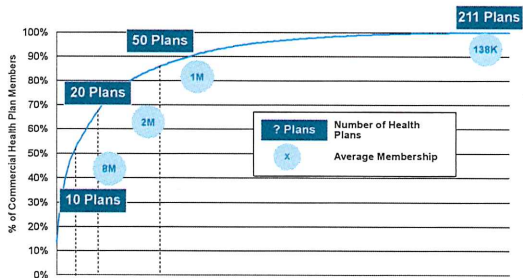 211 Plans
50 Plans
100%
138K
90%
1M
80%
20 Plans
70%
2M
? Plans
Number of Health
Plans
60%
50%
X
Average Membership
8M
40%
10 Plans
30%
20%
10%
0%
% of Commercial Health Plan Members